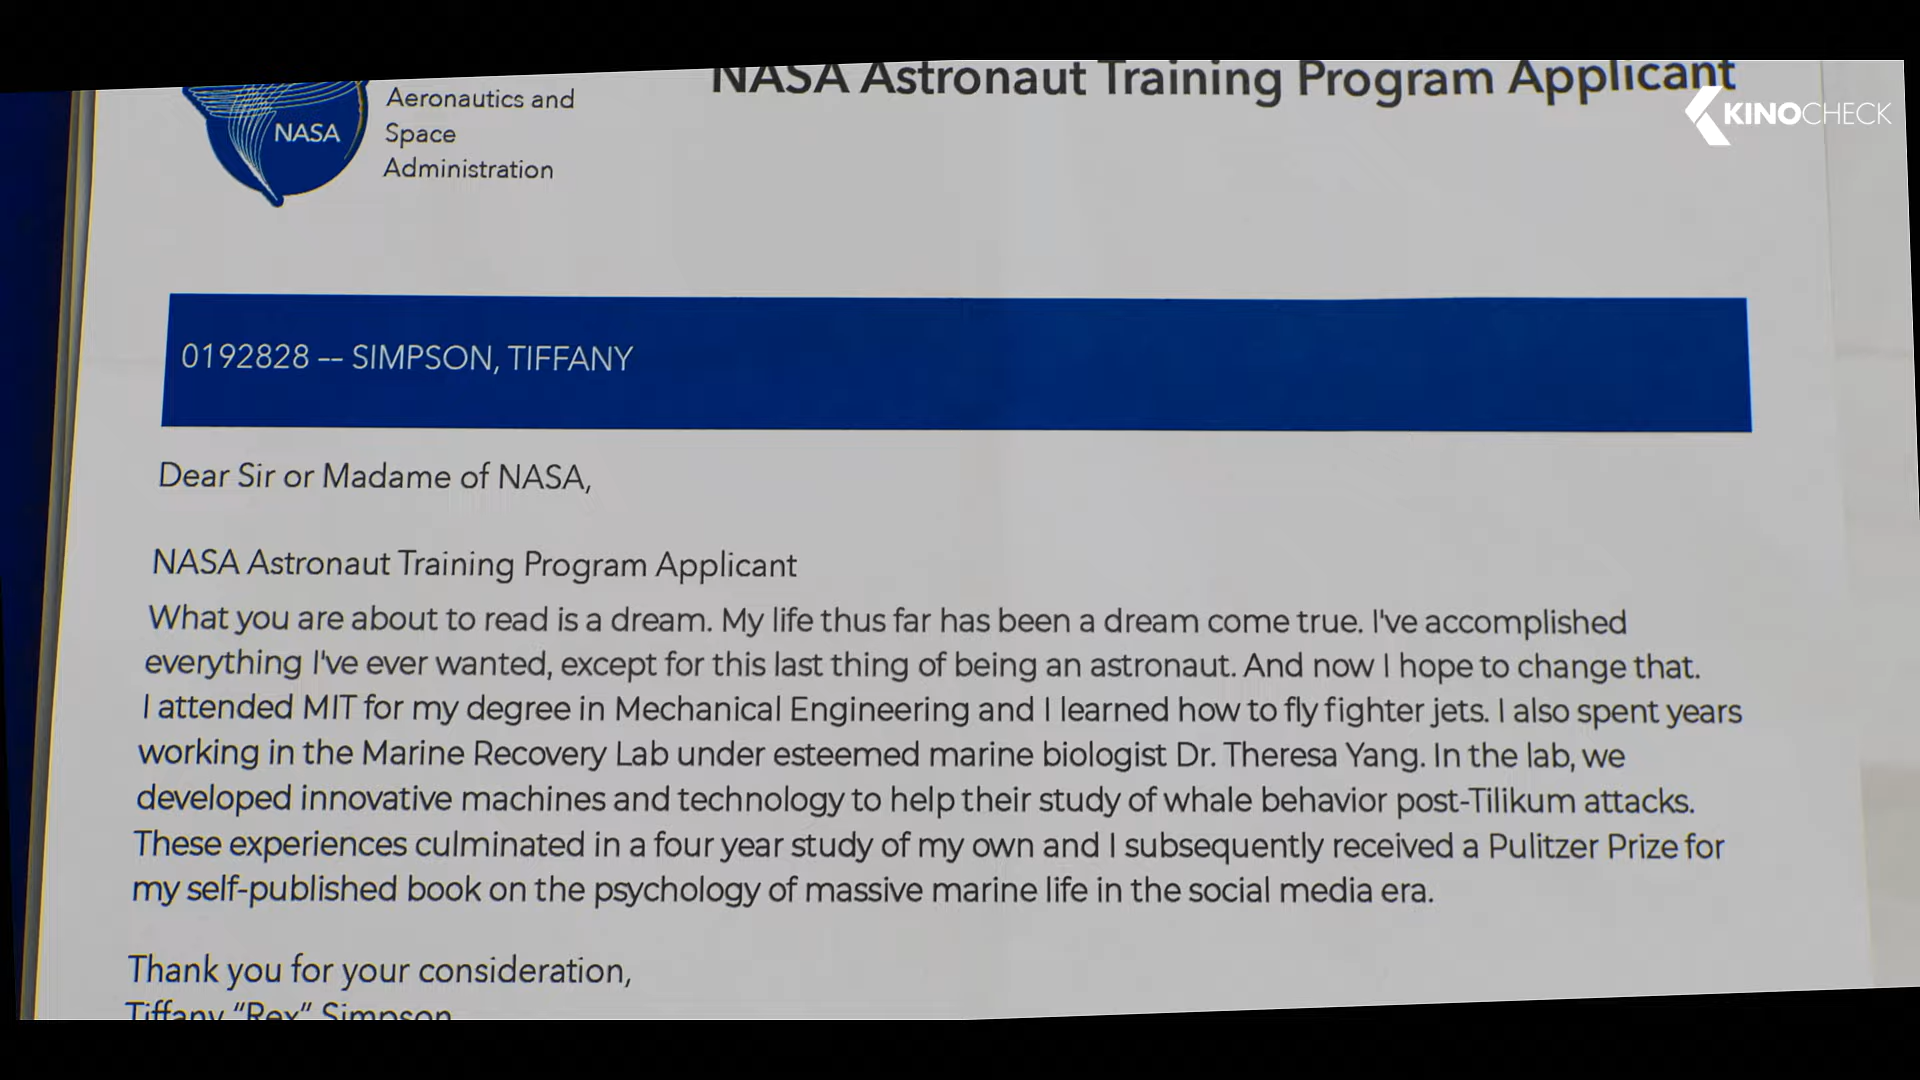 NASA Astronaut Training Program Applicant
KINOCHECK
Aeronautics and
Space
Administration
NASA
0192828 -- SIMPSON, TIFFANY
Dear Sir or Madame of NASA,
NASA Astronaut Training Program Applicant
What you are about to read is a dream. My life thus far has been a dream come true. I've accomplished
everything I've ever wanted, except for this last thing of being an astronaut. And now I hope to change that.
I attended MIT for my degree in Mechanical Engineering and I learned how to fly fighter jets. I also spent years
working in the Marine Recovery Lab under esteemed marine biologist Dr. Theresa Yang. In the lab, we
developed innovative machines and technology to help their study of whale behavior post-Tilikum attacks.
These experiences culminated in a four year study of my own and I subsequently received a Pulitzer Prize for
my self-published book on the psychology of massive marine life in the social media era.
Thank you for your consideration,
Tiffany "Rex" Simpson